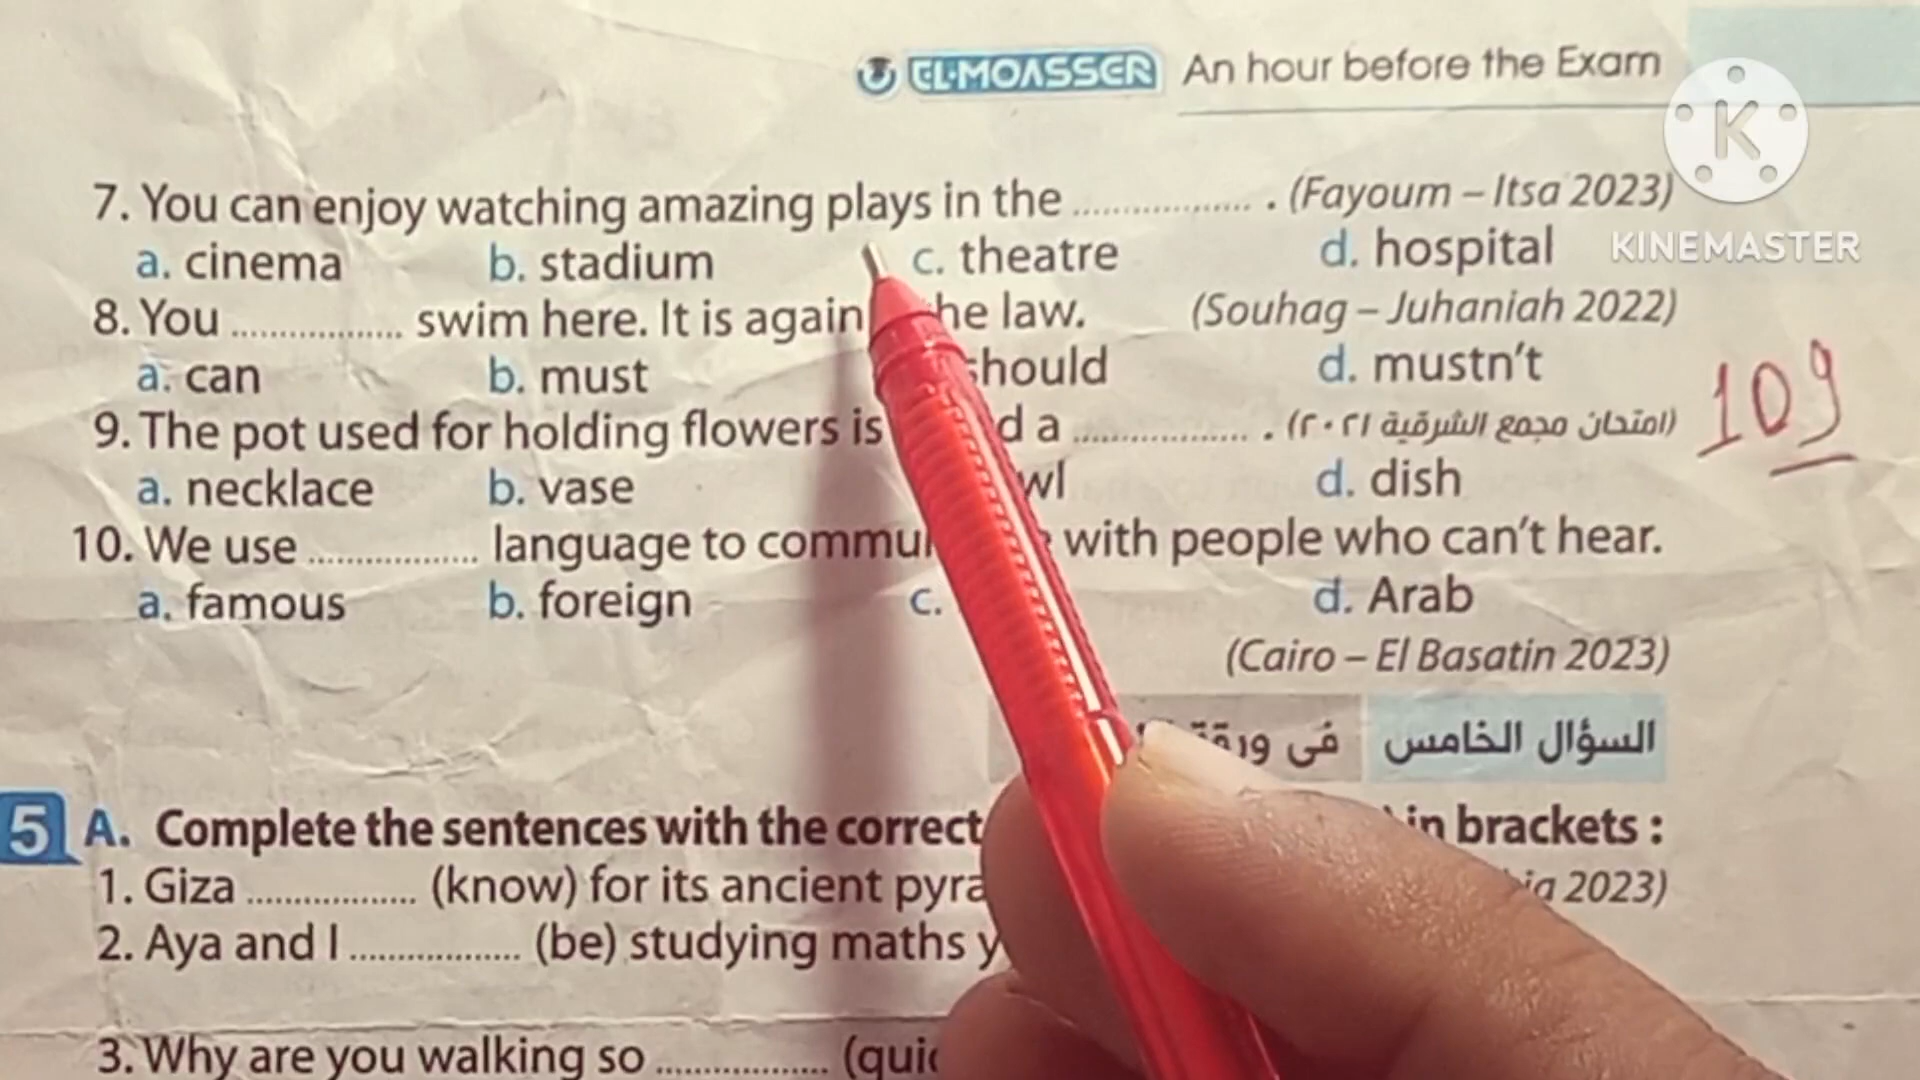 EL-MOASSER An hour before the Exam
K
KINEMASTER
7. You can enjoy watching amazing plays in the ................ . (Fayoum – Itsa 2023)
a. cinema b. stadium c. theatre d. hospital
8. You ................ swim here. It is again he law. (Souhag – Juhaniah 2022)
a. can b. must hould d. mustn't
109
9. The pot used for holding flowers is d a ................ . (امتحان مجمع الشرقية ٢٠٢١)
a. necklace b. vase wl d. dish
10. We use ................ language to commu with people who can't hear.
a. famous b. foreign c. d. Arab
(Cairo – El Basatin 2023)
السؤال الخامس فى
5 A. Complete the sentences with the correct in brackets :
1. Giza ................ (know) for its ancient pyra 2023)
2. Aya and I ................ (be) studying maths y
3. Why are you walking so ................ (quic